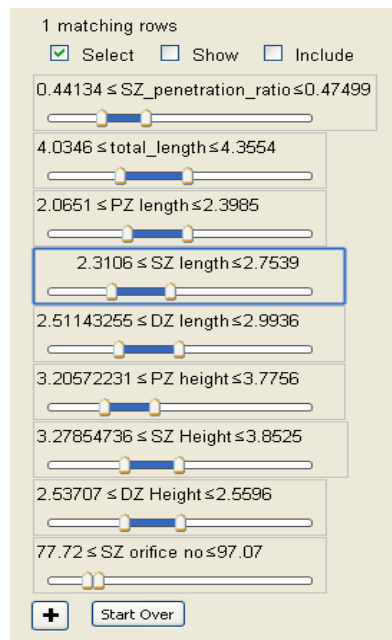 1 matching rows
Select Show Include
0.44134 ≤ SZ_penetration_ratio ≤ 0.47499
4.0346 ≤ total_length ≤ 4.3554
2.0651 ≤ PZ length ≤ 2.3985
2.3106 ≤ SZ length ≤ 2.7539
2.51143255 ≤ DZ length ≤ 2.9936
3.20572231 ≤ PZ height ≤ 3.7756
3.27854736 ≤ SZ Height ≤ 3.8525
2.53707 ≤ DZ Height ≤ 2.5596
77.72 ≤ SZ orifice no ≤ 97.07
+ Start Over